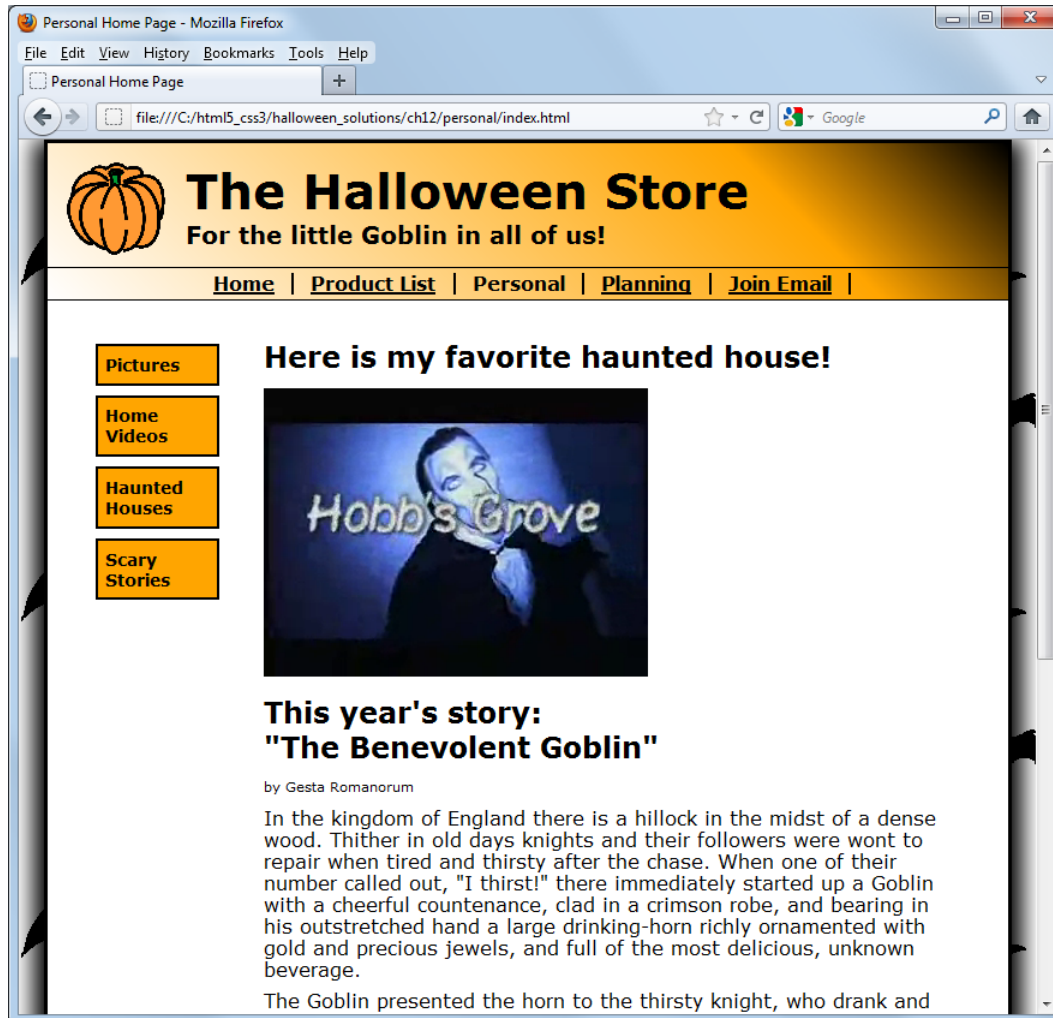 Personal Home Page - Mozilla Firefox
File Edit View History Bookmarks Tools Help
Personal Home Page
file:///C:/html5_css3/halloween_solutions/ch12/personal/index.html
Google
The Halloween Store
For the little Goblin in all of us!
Home | Product List | Personal | Planning | Join Email |
Pictures
Home
Videos
Haunted
Houses
Scary
Stories
Here is my favorite haunted house!
Hobb's Grove
This year's story:
"The Benevolent Goblin"
by Gesta Romanorum
In the kingdom of England there is a hillock in the midst of a dense
wood. Thither in old days knights and their followers were wont to
repair when tired and thirsty after the chase. When one of their
number called out, "I thirst!" there immediately started up a Goblin
with a cheerful countenance, clad in a crimson robe, and bearing in
his outstretched hand a large drinking-horn richly ornamented with
gold and precious jewels, and full of the most delicious, unknown
beverage.
The Goblin presented the horn to the thirsty knight, who drank and